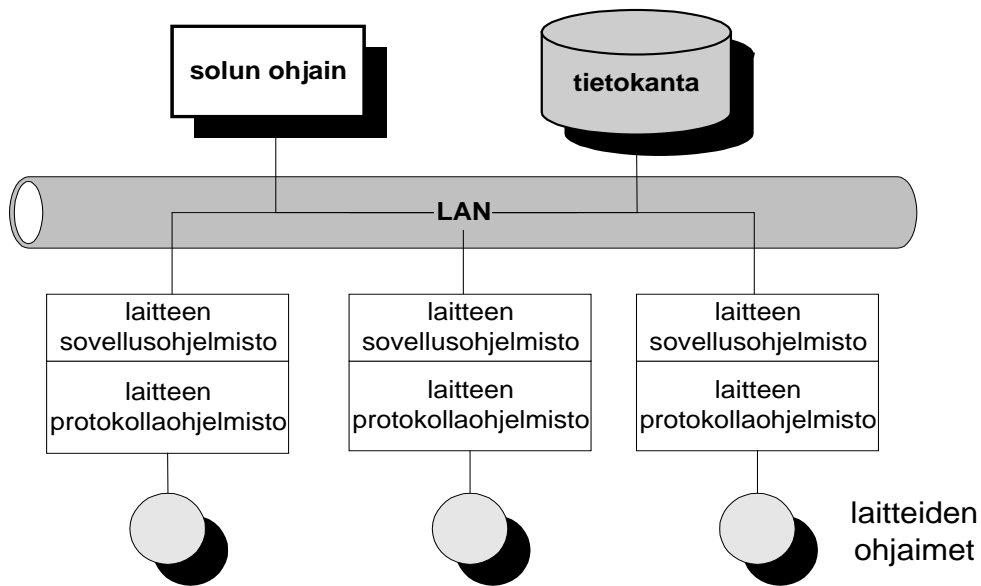 solun ohjain
tietokanta
LAN
laitteen
sovellusohjelmisto
laitteen
protokollaohjelmisto
laitteen
sovellusohjelmisto
laitteen
protokollaohjelmisto
laitteen
sovellusohjelmisto
laitteen
protokollaohjelmisto
laitteiden
ohjaimet